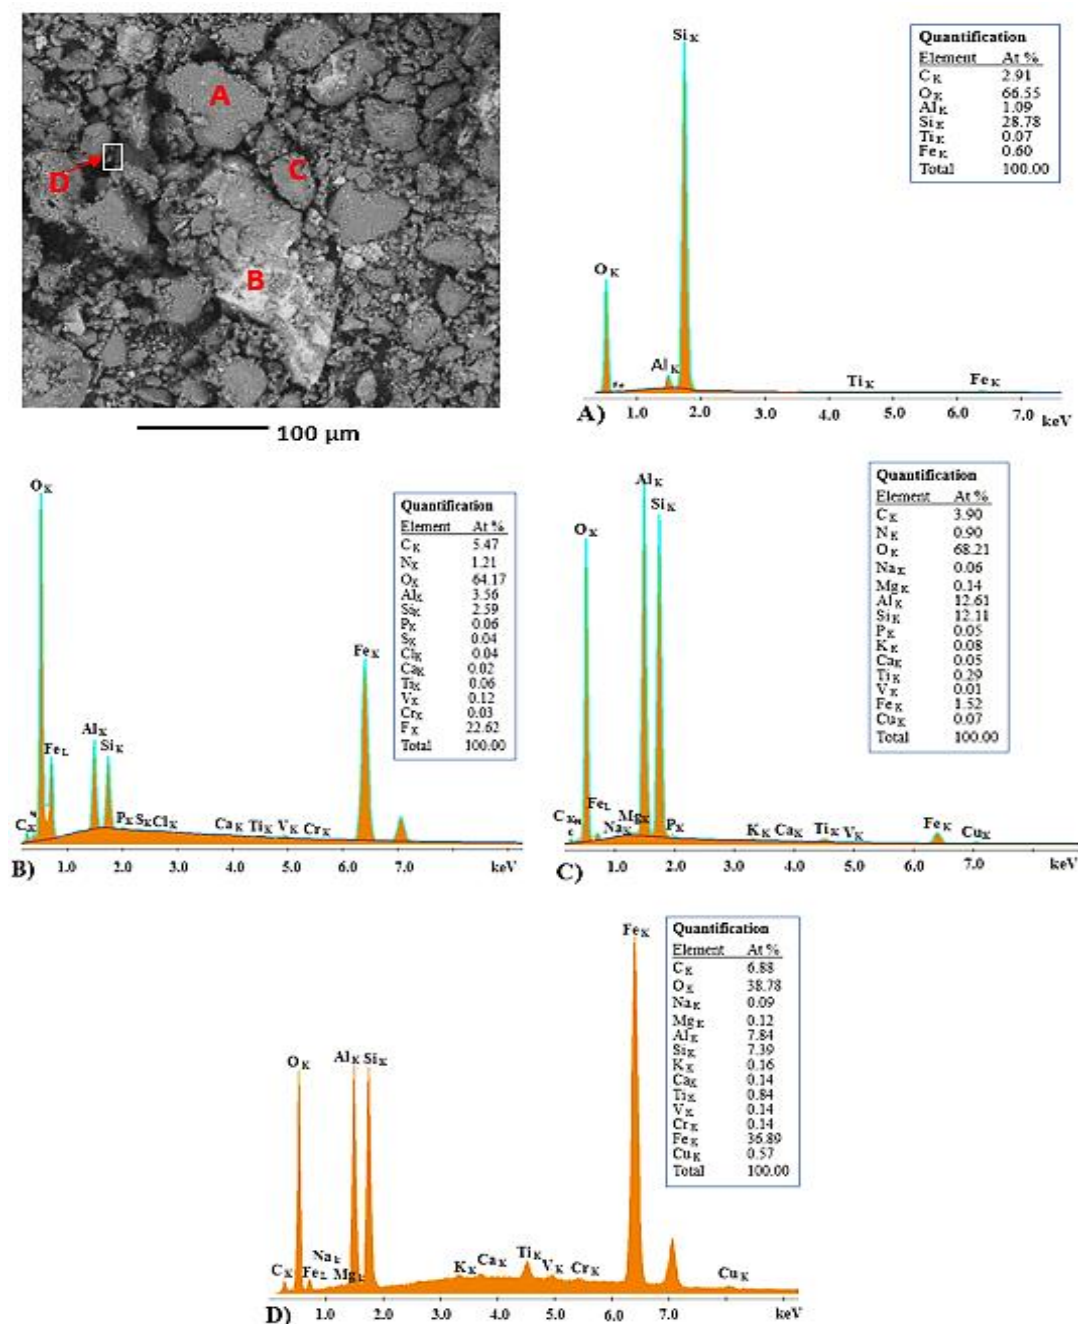 A
C
D
B
100 μm
Si K
O K
Fe
Al K
Ti K
Fe K
1.0 2.0 3.0 4.0 5.0 6.0 7.0
keV
A)
Quantification
Element At %
C K 2.91
O K 66.55
Al K 1.09
Si K 28.78
Ti K 0.07
Fe K 0.60
Total 100.00
O K
Fe L
Al K
Si K
Fe K
C K N
P K S K Cl K
Ca K Ti K V K Cr K
1.0 2.0 3.0 4.0 5.0 6.0 7.0
keV
B)
Quantification
Element At %
C K 5.47
N K 1.21
O K 64.17
Al K 3.56
Si K 2.59
P K 0.06
S K 0.04
Cl K 0.04
Ca K 0.02
Ti K 0.06
V K 0.12
Cr K 0.03
F K 22.62
Total 100.00
Al K
Si K
O K
Fe L
Na K
Mg K
P K
K K Ca K Ti K V K
Fe K
Cu K
1.0 2.0 3.0 4.0 5.0 6.0 7.0
keV
C)
Quantification
Element At %
C K 3.90
N K 0.90
O K 68.21
Na K 0.06
Mg K 0.14
Al K 12.61
Si K 12.11
P K 0.05
K K 0.08
Ca K 0.05
Ti K 0.29
V K 0.01
Fe K 1.52
Cu K 0.07
Total 100.00
Fe K
O K
Al K Si K
Na K
C K Fe L Mg K
K K Ca K Ti K V K Cr K
Cu K
1.0 2.0 3.0 4.0 5.0 6.0 7.0
keV
D)
Quantification
Element At %
C K 6.88
O K 38.78
Na K 0.09
Mg K 0.12
Al K 7.84
Si K 7.39
K K 0.16
Ca K 0.14
Ti K 0.84
V K 0.14
Cr K 0.14
Fe K 36.89
Cu K 0.57
Total 100.00